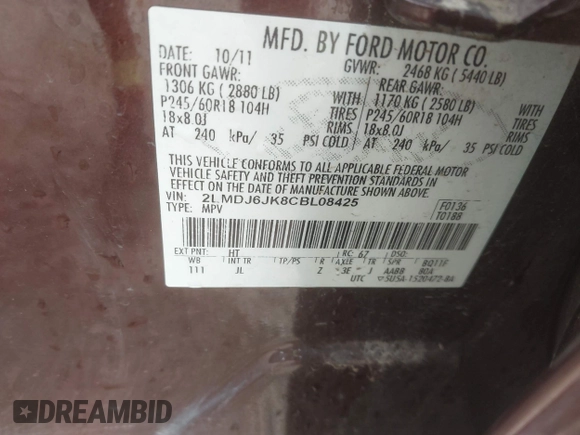 MFD. BY FORD MOTOR CO.
DATE: 10/11 GVWR: 2468 KG ( 5440 LB)
FRONT GAWR: REAR GAWR:
1306 KG ( 2880 LB) 1170 KG ( 2580 LB)
P245/60R18 104H TIRES P245/60R18 104H TIRES
18x8.0J RIMS 18x8.0J RIMS
AT 240 kPa/ 35 PSI COLD AT 240 kPa/ 35 PSI COLD
THIS VEHICLE CONFORMS TO ALL APPLICABLE FEDERAL MOTOR
VEHICLE SAFETY AND THEFT PREVENTION STANDARDS IN
EFFECT ON THE DATE OF MANUFACTURE SHOWN ABOVE.
VIN: 2LMDJ6JK8CBL08425 F0136
TYPE: MPV T0188
EXT PNT: HT RC: 67 DSO:
WB INT TR TP/PS R AXLE TR SPR BQ11F
111 JL Z 3E J AABB
UTC
DREAMBID